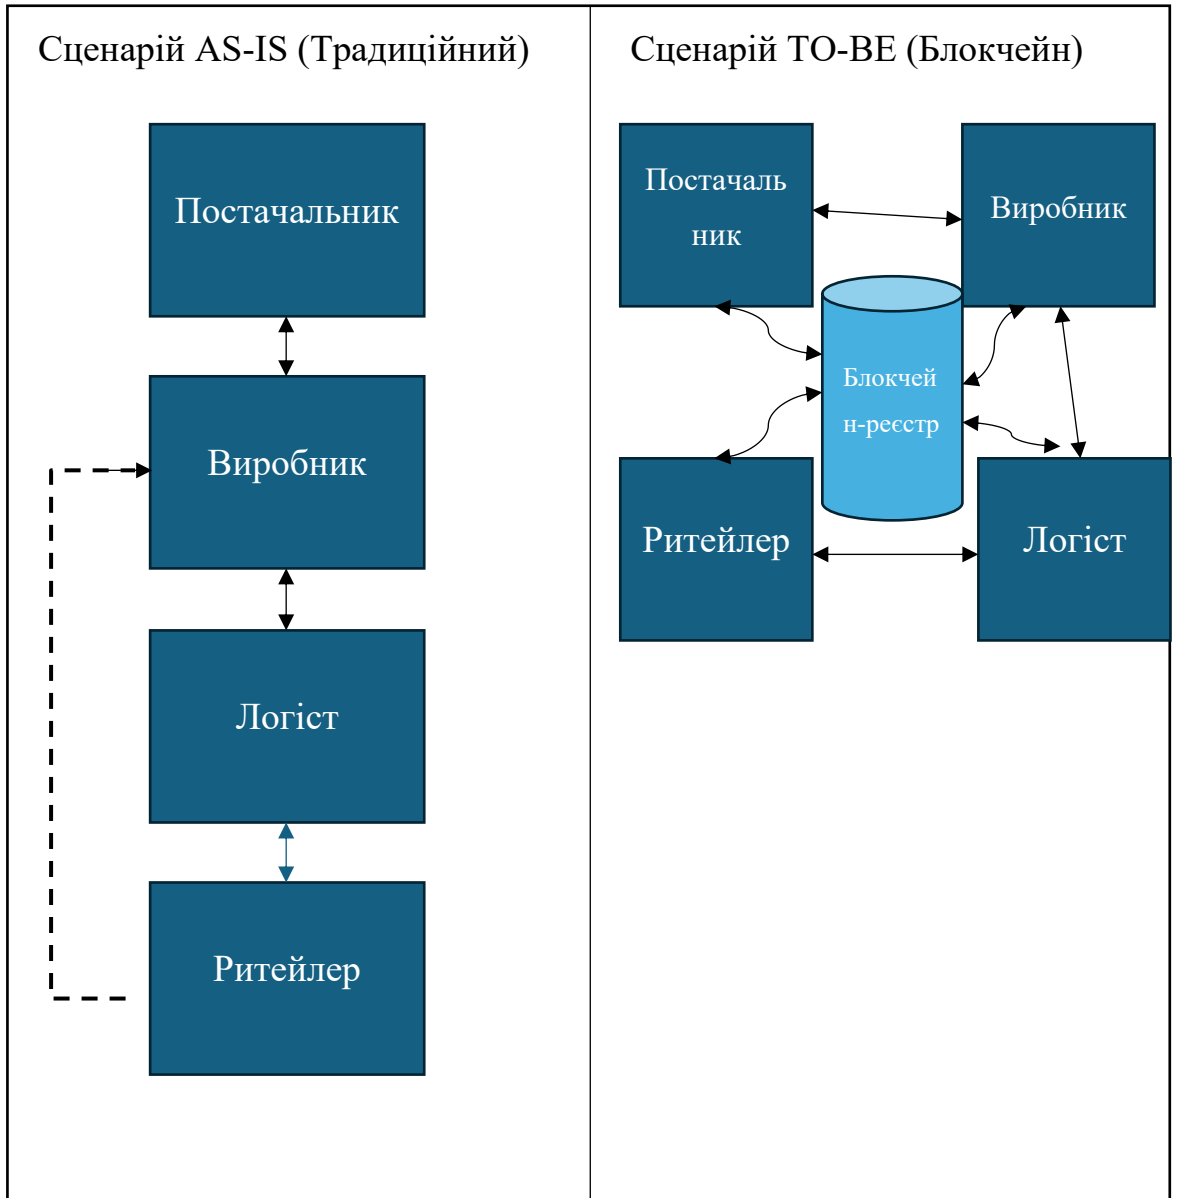 Сценарій AS-IS (Традиційний)
Постачальник
Виробник
Логіст
Ритейлер
Сценарій TO-BE (Блокчейн)
Постачаль
ник
Виробник
Блокчей
н-реєстр
Ритейлер
Логіст